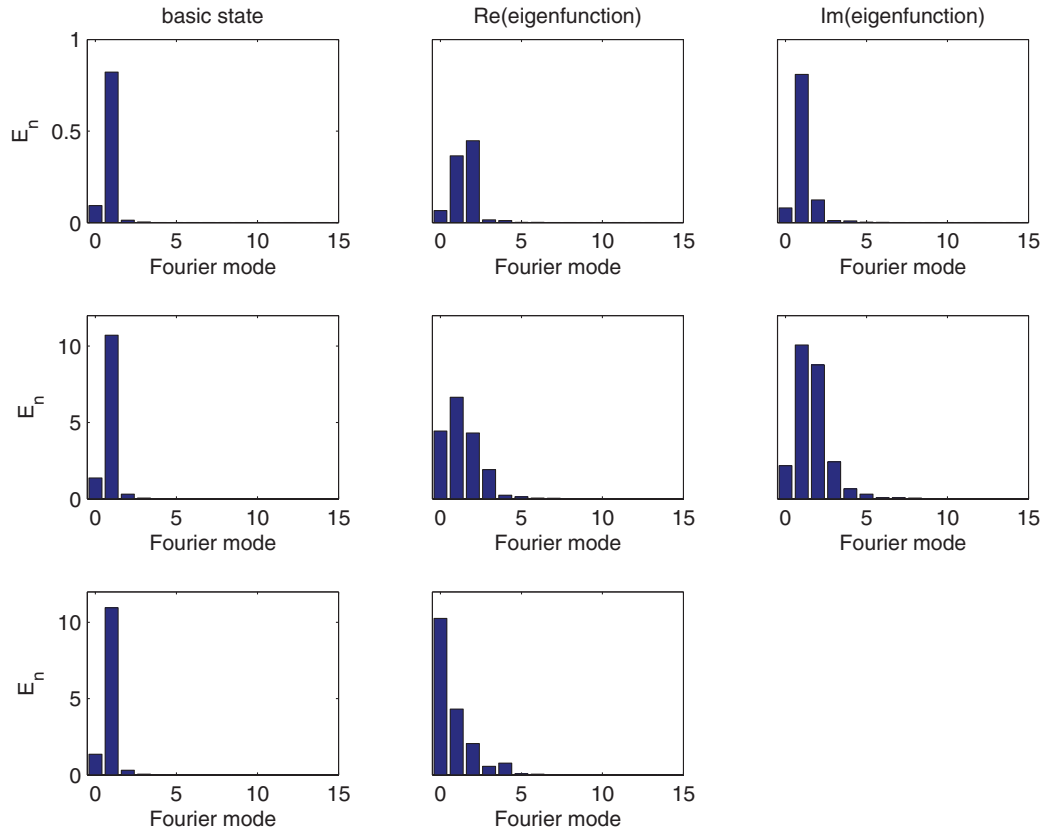 basic state
Re(eigenfunction)
Im(eigenfunction)
1
0.5
0
E_n
0 5 10 15
Fourier mode
0 5 10 15
Fourier mode
0 5 10 15
Fourier mode
10
5
0
E_n
0 5 10 15
Fourier mode
0 5 10 15
Fourier mode
0 5 10 15
Fourier mode
10
5
0
E_n
0 5 10 15
Fourier mode
0 5 10 15
Fourier mode